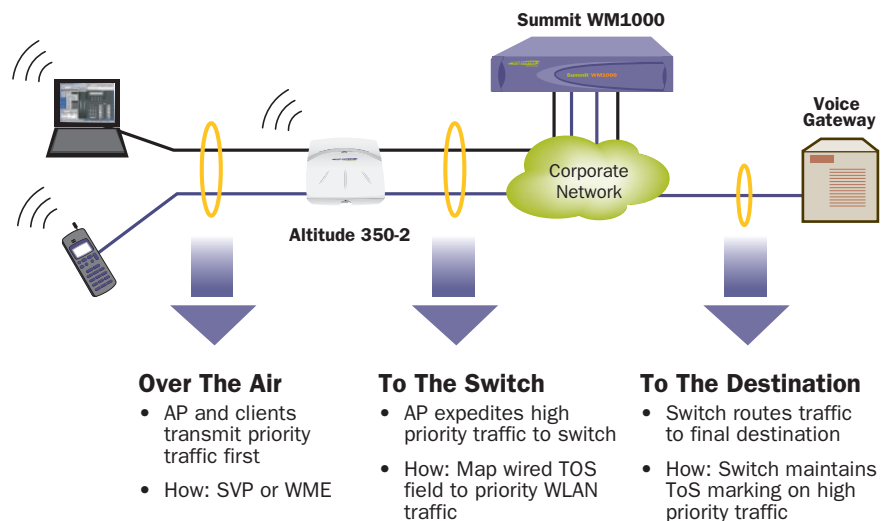 Summit WM1000
Summit WM1000
Voice
Gateway
Corporate
Network
Altitude 350-2
Over The Air
• AP and clients
transmit priority
traffic first
• How: SVP or WME
To The Switch
• AP expedites high
priority traffic to switch
• How: Map wired TOS
field to priority WLAN
traffic
To The Destination
• Switch routes traffic
to final destination
• How: Switch maintains
ToS marking on high
priority traffic